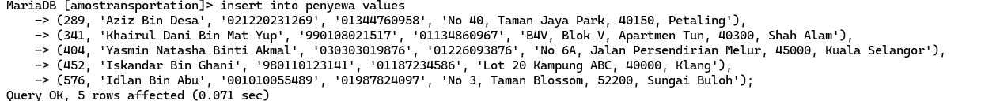 MariaDB [amostransportation]> insert into penyewa values
    -> (289, 'Aziz Bin Desa', '021220231269', '01344760958', 'No 40, Taman Jaya Park, 40150, Petaling'),
    -> (341, 'Khairul Dani Bin Mat Yup', '990108021517', '01134860967', 'B4V, Blok V, Apartmen Tun, 40300, Shah Alam'),
    -> (404, 'Yasmin Natasha Binti Akmal', '030303019876', '01226093876', 'No 6A, Jalan Persendirian Melur, 45000, Kuala Selangor'),
    -> (452, 'Iskandar Bin Ghani', '980110123141', '01187234586', 'Lot 20 Kampung ABC, 40000, Klang'),
    -> (576, 'Idlan Bin Abu', '001010055489', '01987824097', 'No 3, Taman Blossom, 52200, Sungai Buloh');
Query OK, 5 rows affected (0.071 sec)